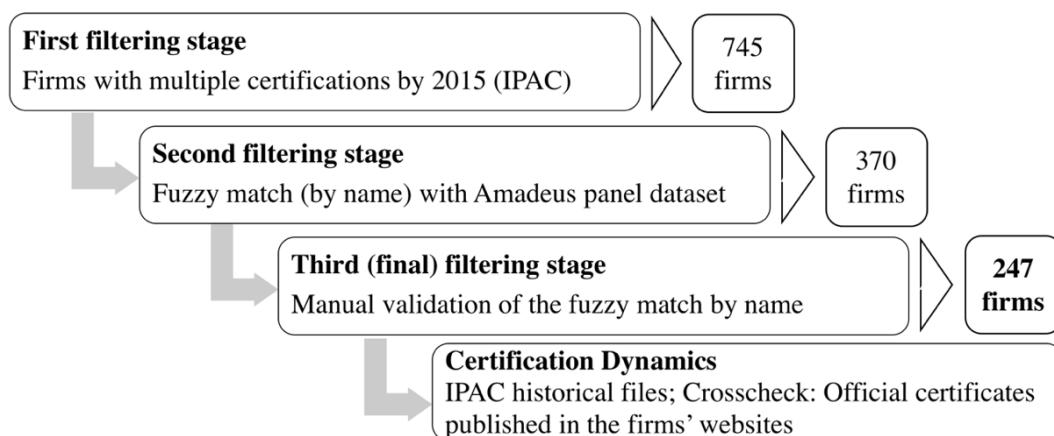 First filtering stage
Firms with multiple certifications by 2015 (IPAC)
745
firms
Second filtering stage
Fuzzy match (by name) with Amadeus panel dataset
370
firms
Third (final) filtering stage
Manual validation of the fuzzy match by name
247
firms
Certification Dynamics
IPAC historical files; Crosscheck: Official certificates
published in the firms’ websites